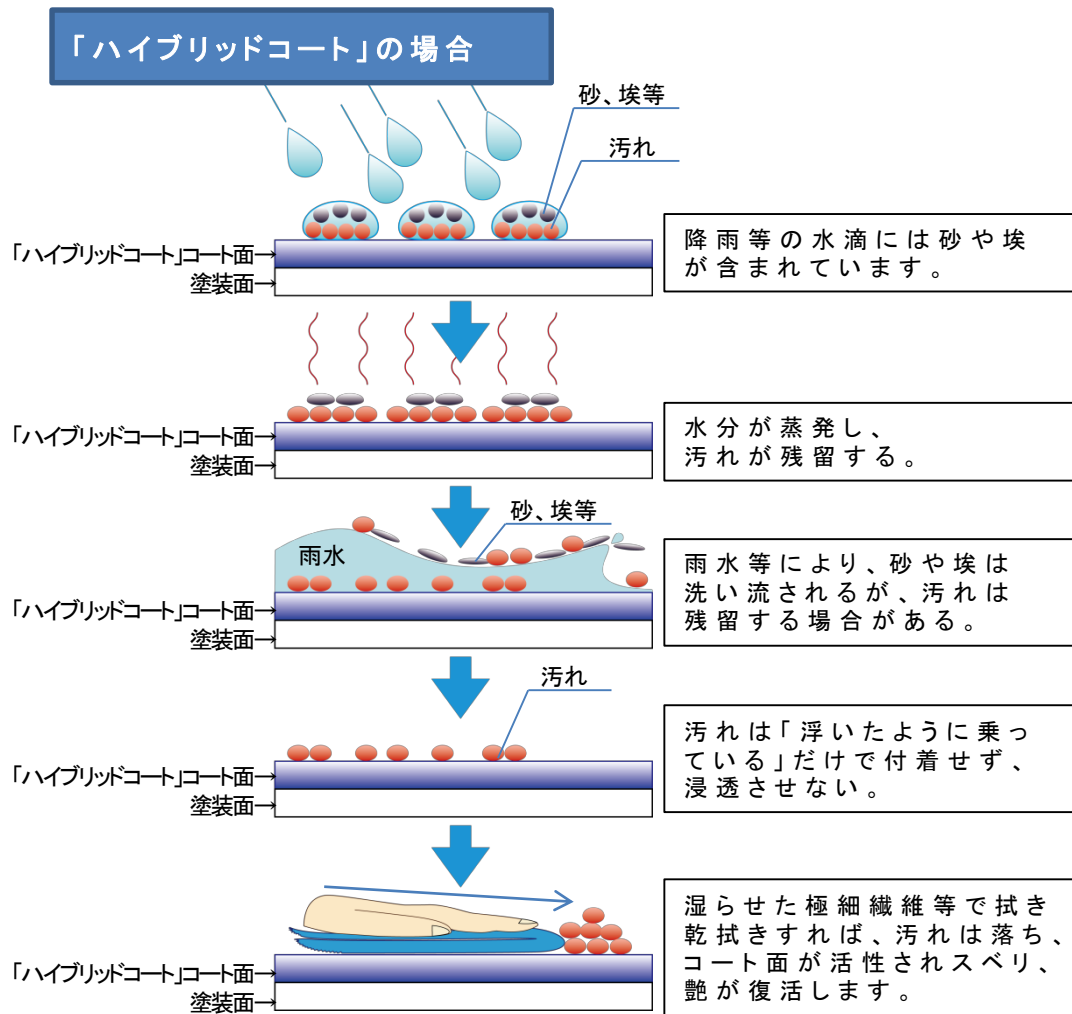 「ハイブリッドコート」の場合
砂、埃等
汚れ
「ハイブリッドコート」コート面→
塗装面→
降雨等の水滴には砂や埃
が含まれています。
「ハイブリッドコート」コート面→
塗装面→
水分が蒸発し、
汚れが残留する。
砂、埃等
雨水
「ハイブリッドコート」コート面→
塗装面→
雨水等により、砂や埃は
洗い流されるが、汚れは
残留する場合がある。
汚れ
「ハイブリッドコート」コート面→
塗装面→
汚れは「浮いたように乗っ
ている」だけで付着せず、
浸透させない。
「ハイブリッドコート」コート面→
塗装面→
湿らせた極細繊維等で拭き
乾拭きすれば、汚れは落ち、
コート面が活性されスベリ、
艶が復活します。